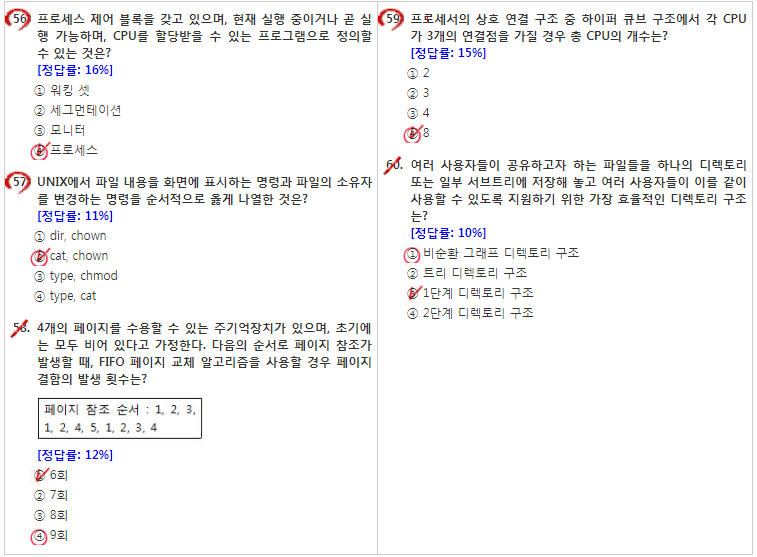 56. 프로세스 제어 블록을 갖고 있으며, 현재 실행 중이거나 곧 실
행 가능하며, CPU를 할당받을 수 있는 프로그램으로 정의할
수 있는 것은?
[정답률: 16%]
① 워킹 셋
② 세그먼테이션
③ 모니터
④ 프로세스
57. UNIX에서 파일 내용을 화면에 표시하는 명령과 파일의 소유자
를 변경하는 명령을 순서적으로 옳게 나열한 것은?
[정답률: 11%]
① dir, chown
② cat, chown
③ type, chmod
④ type, cat
58. 4개의 페이지를 수용할 수 있는 주기억장치가 있으며, 초기에
는 모두 비어 있다고 가정한다. 다음의 순서로 페이지 참조가
발생할 때, FIFO 페이지 교체 알고리즘을 사용할 경우 페이지
결함의 발생 횟수는?
페이지 참조 순서 : 1, 2, 3,
1, 2, 4, 5, 1, 2, 3, 4
[정답률: 12%]
① 6회
② 7회
③ 8회
④ 9회
59. 프로세서의 상호 연결 구조 중 하이퍼 큐브 구조에서 각 CPU
가 3개의 연결점을 가질 경우 총 CPU의 개수는?
[정답률: 15%]
① 2
② 3
③ 4
④ 8
60. 여러 사용자들이 공유하고자 하는 파일들을 하나의 디렉토리
또는 일부 서브트리에 저장해 놓고 여러 사용자들이 이를 같이
사용할 수 있도록 지원하기 위한 가장 효율적인 디렉토리 구조
는?
[정답률: 10%]
① 비순환 그래프 디렉토리 구조
② 트리 디렉토리 구조
③ 1단계 디렉토리 구조
④ 2단계 디렉토리 구조